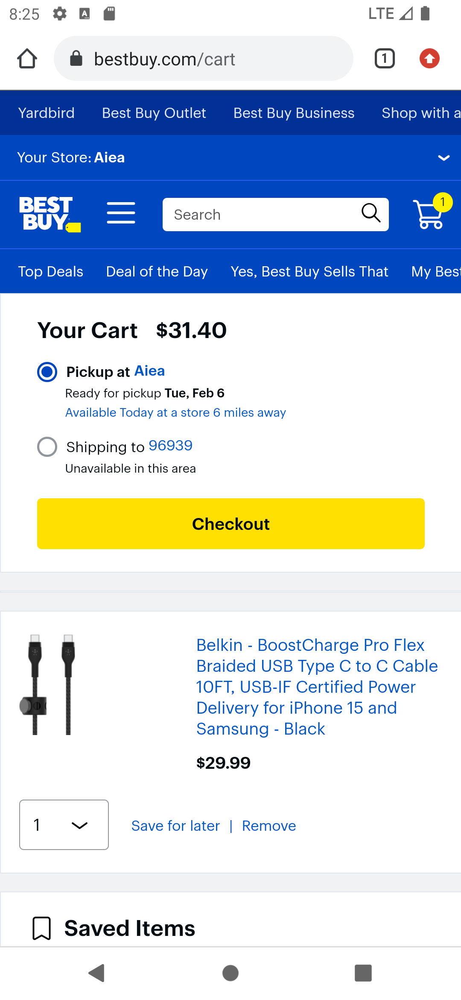 8:25
LTE
bestbuy.com/cart
1
Yardbird Best Buy Outlet Best Buy Business Shop with a
Your Store: Aiea
BEST
BUY
Search
1
Top Deals Deal of the Day Yes, Best Buy Sells That My Best
Your Cart $31.40
Pickup at Aiea
Ready for pickup Tue, Feb 6
Available Today at a store 6 miles away
Shipping to 96939
Unavailable in this area
Checkout
Belkin - BoostCharge Pro Flex
Braided USB Type C to C Cable
10FT, USB-IF Certified Power
Delivery for iPhone 15 and
Samsung - Black
$29.99
1
Save for later | Remove
Saved Items